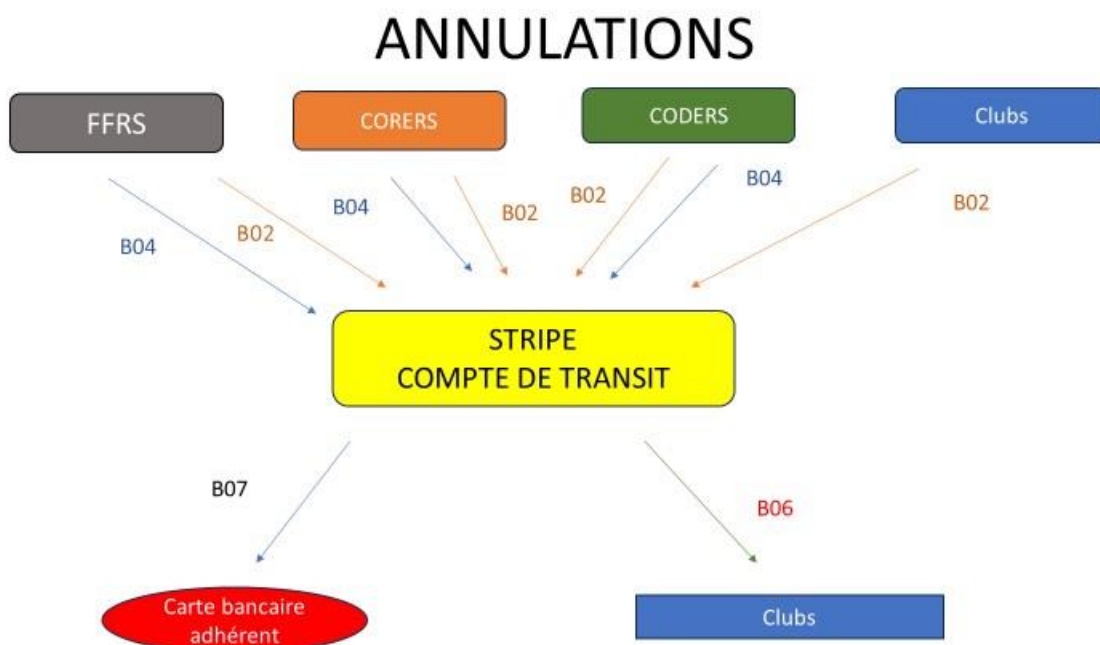 ANNULATIONS
FFRS
CORERS
CODERS
Clubs
B04
B02
B04
B02
B02
B04
B02
STRIPE
COMPTE DE TRANSIT
B07
B06
Carte bancaire
adhérent
Clubs